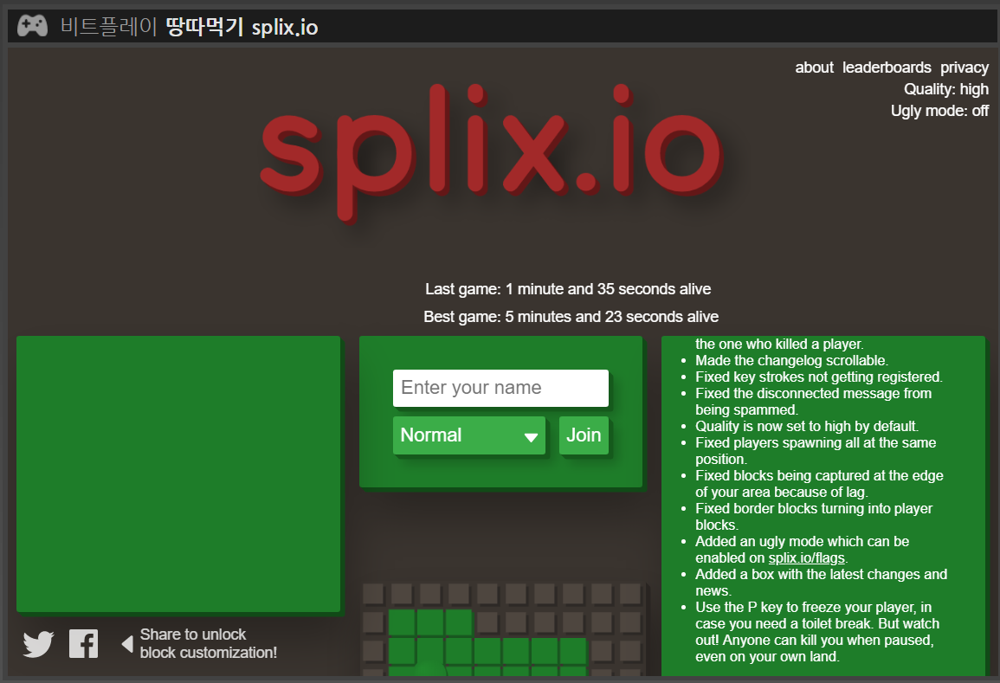 비트플레이 땅따먹기 splix.io
about leaderboards privacy
Quality: high
Ugly mode: off
splix.io
Last game: 1 minute and 35 seconds alive
Best game: 5 minutes and 23 seconds alive
Enter your name
Normal
Join
the one who killed a player.
• Made the changelog scrollable.
• Fixed key strokes not getting registered.
• Fixed the disconnected message from
being spammed.
• Quality is now set to high by default.
• Fixed players spawning all at the same
position.
• Fixed blocks being captured at the edge
of your area because of lag.
• Fixed border blocks turning into player
blocks.
• Added an ugly mode which can be
enabled on splix.io/flags.
• Added a box with the latest changes and
news.
• Use the P key to freeze your player, in
case you need a toilet break. But watch
out! Anyone can kill you when paused,
even on your own land.
Share to unlock
block customization!